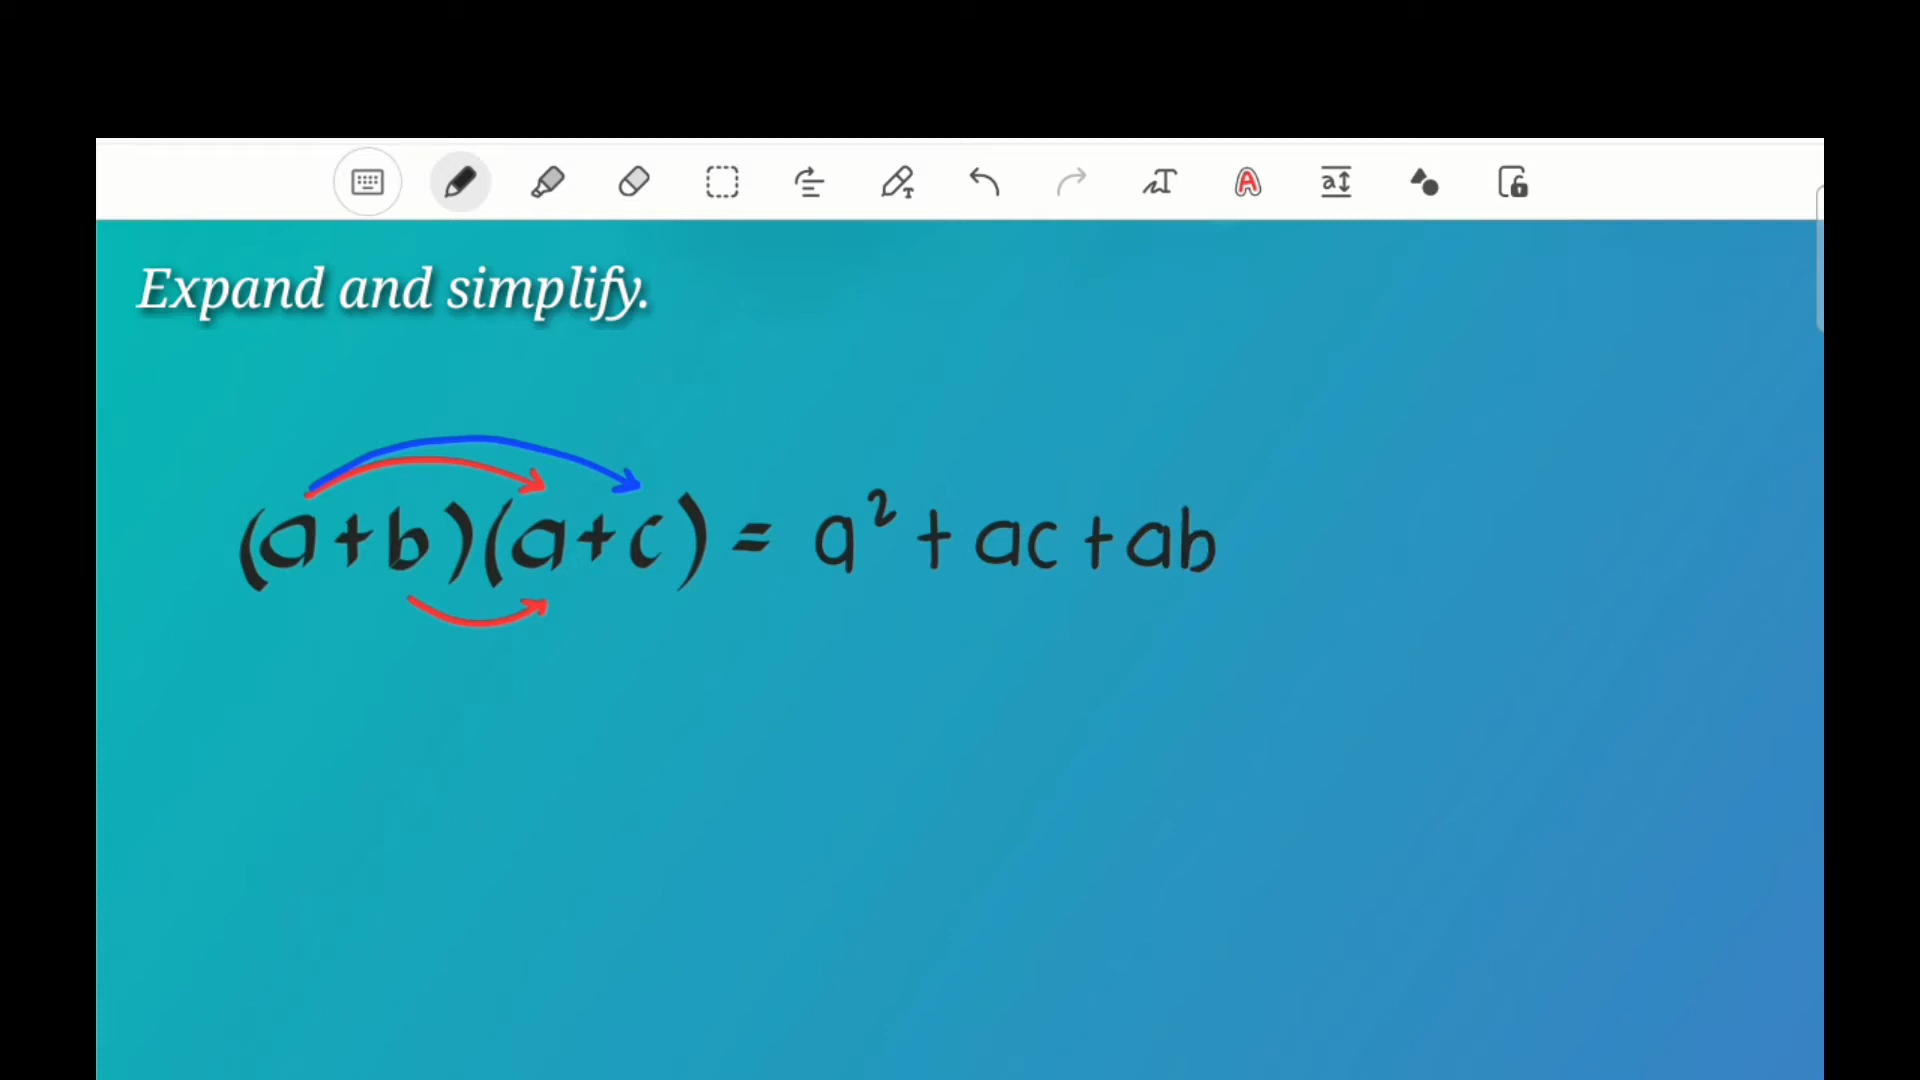 Expand and simplify.
(a+b)(a+c) = a² + ac + ab